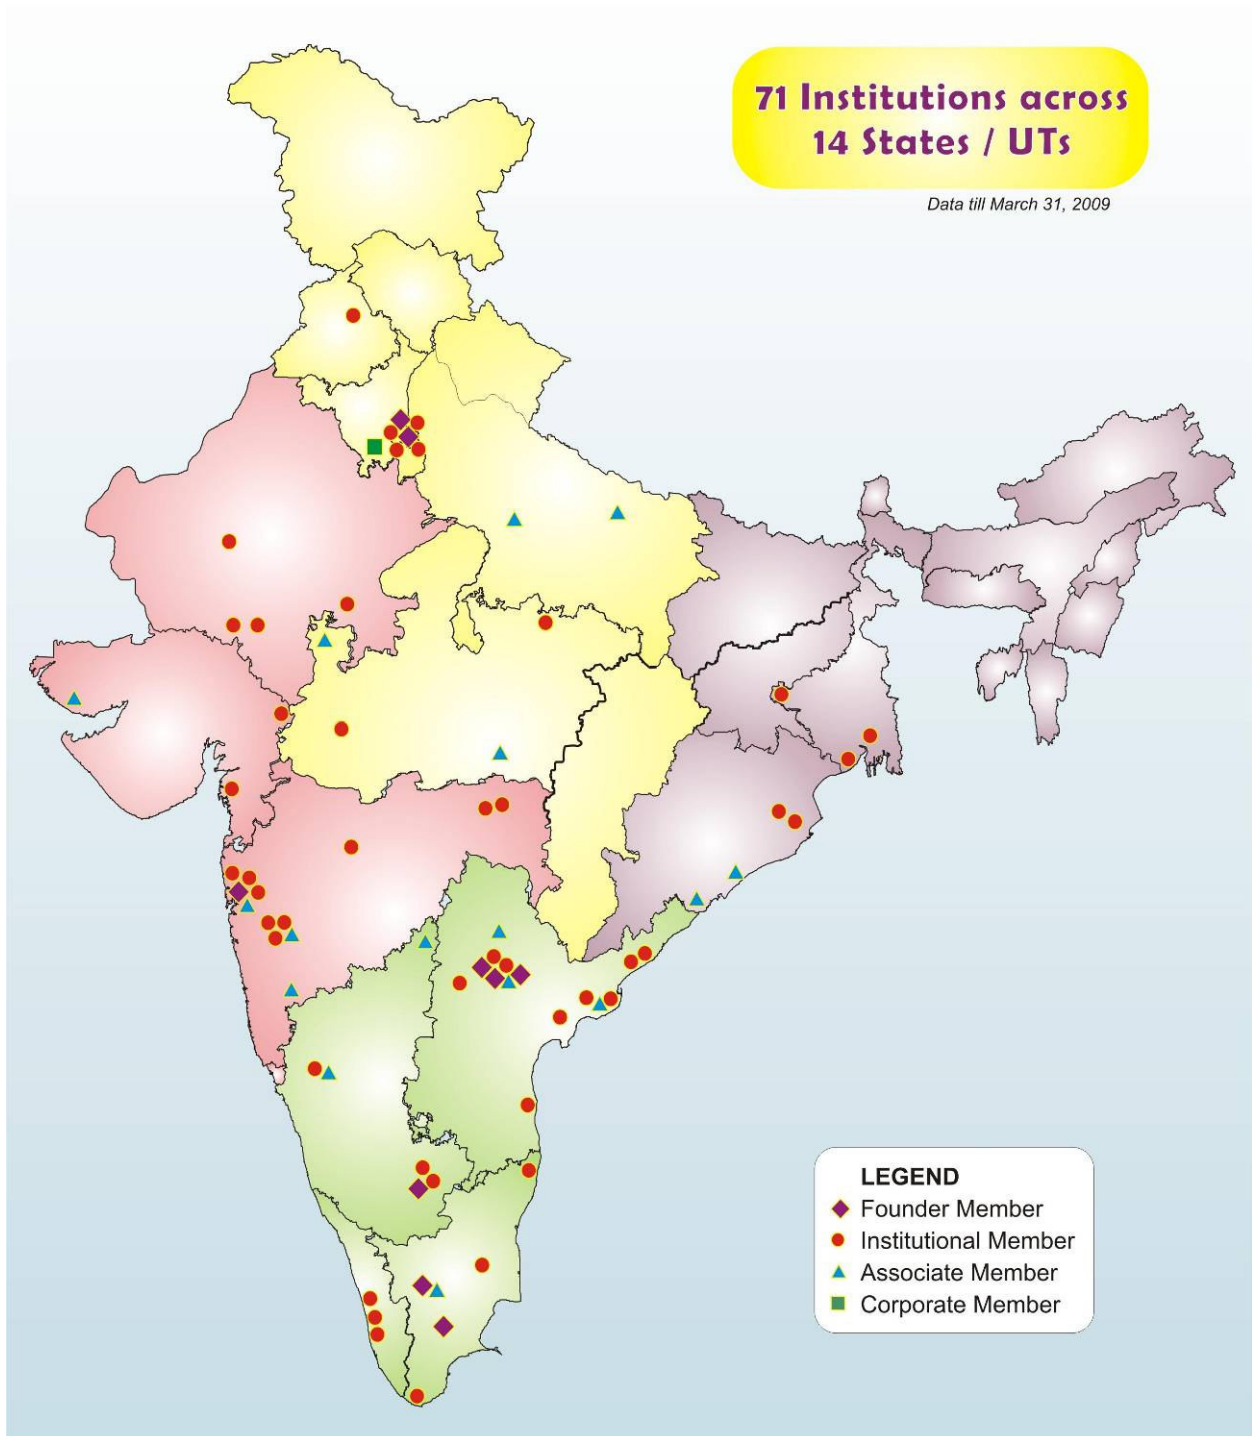 71 Institutions across
14 States / UTs
Data till March 31, 2009
LEGEND
Founder Member
Institutional Member
Associate Member
Corporate Member